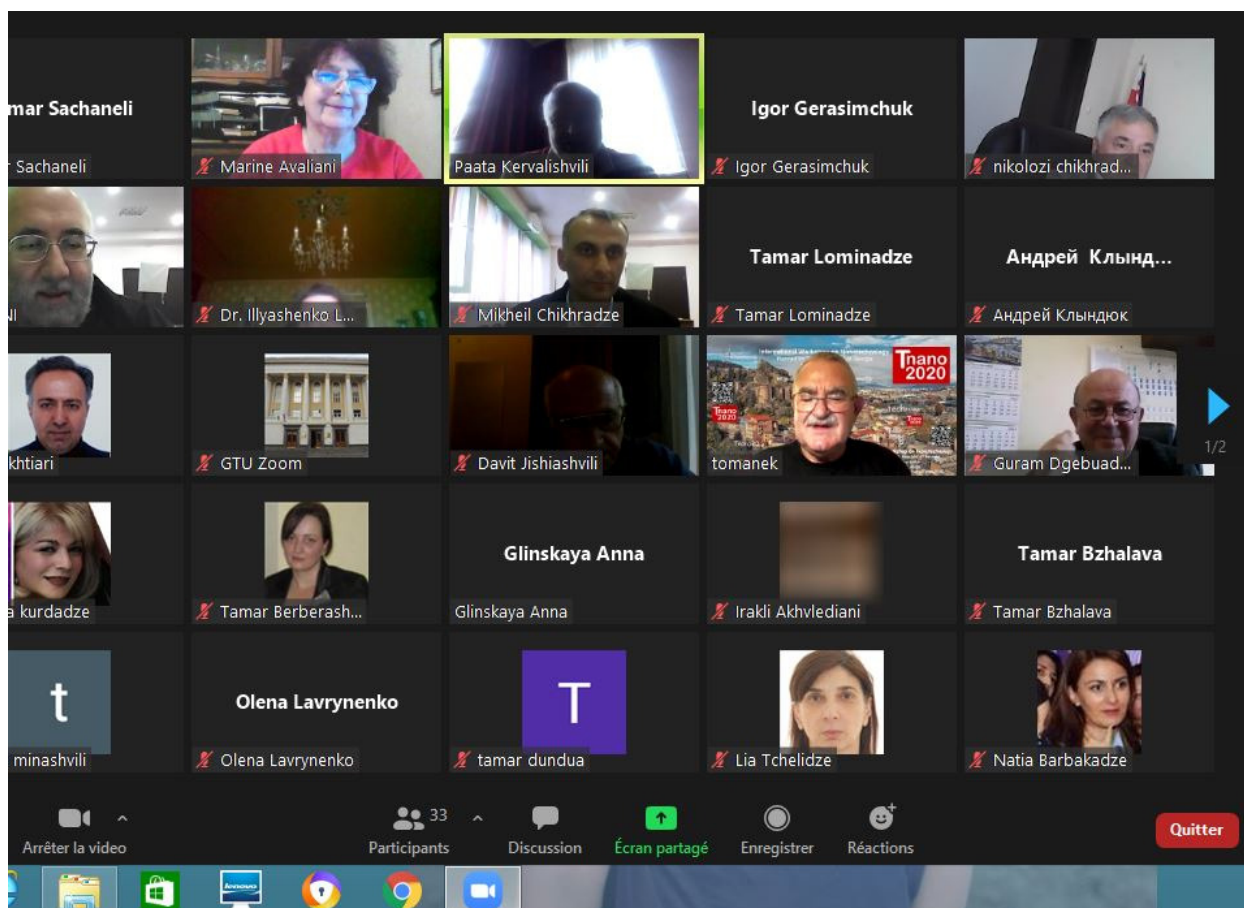 mar Sachaneli
Sachaneli
Marine Avaliani
Paata Kervalishvili
Igor Gerasimchuk
Igor Gerasimchuk
nikolozi chikhrad...
Dr. Illyashenko L...
Mikheil Chikhradze
Tamar Lominadze
Tamar Lominadze
Андрей Клынд...
Андрей Клындюк
khtiari
GTU Zoom
Davit Jishiashvili
Tnano
2020
Tnano
2020
tomanek
Guram Dgebuad...
1/2
a kurdadze
Tamar Berberash...
Glinskaya Anna
Glinskaya Anna
Irakli Akhvlediani
Tamar Bzhalava
Tamar Bzhalava
t
minashvili
Olena Lavrynenko
Olena Lavrynenko
T
tamar dundua
Lia Tchelidze
Natia Barbakadze
Arrêter la video
33
Participants
Discussion
Écran partagé
Enregistrer
Réactions
Quitter
lenovo